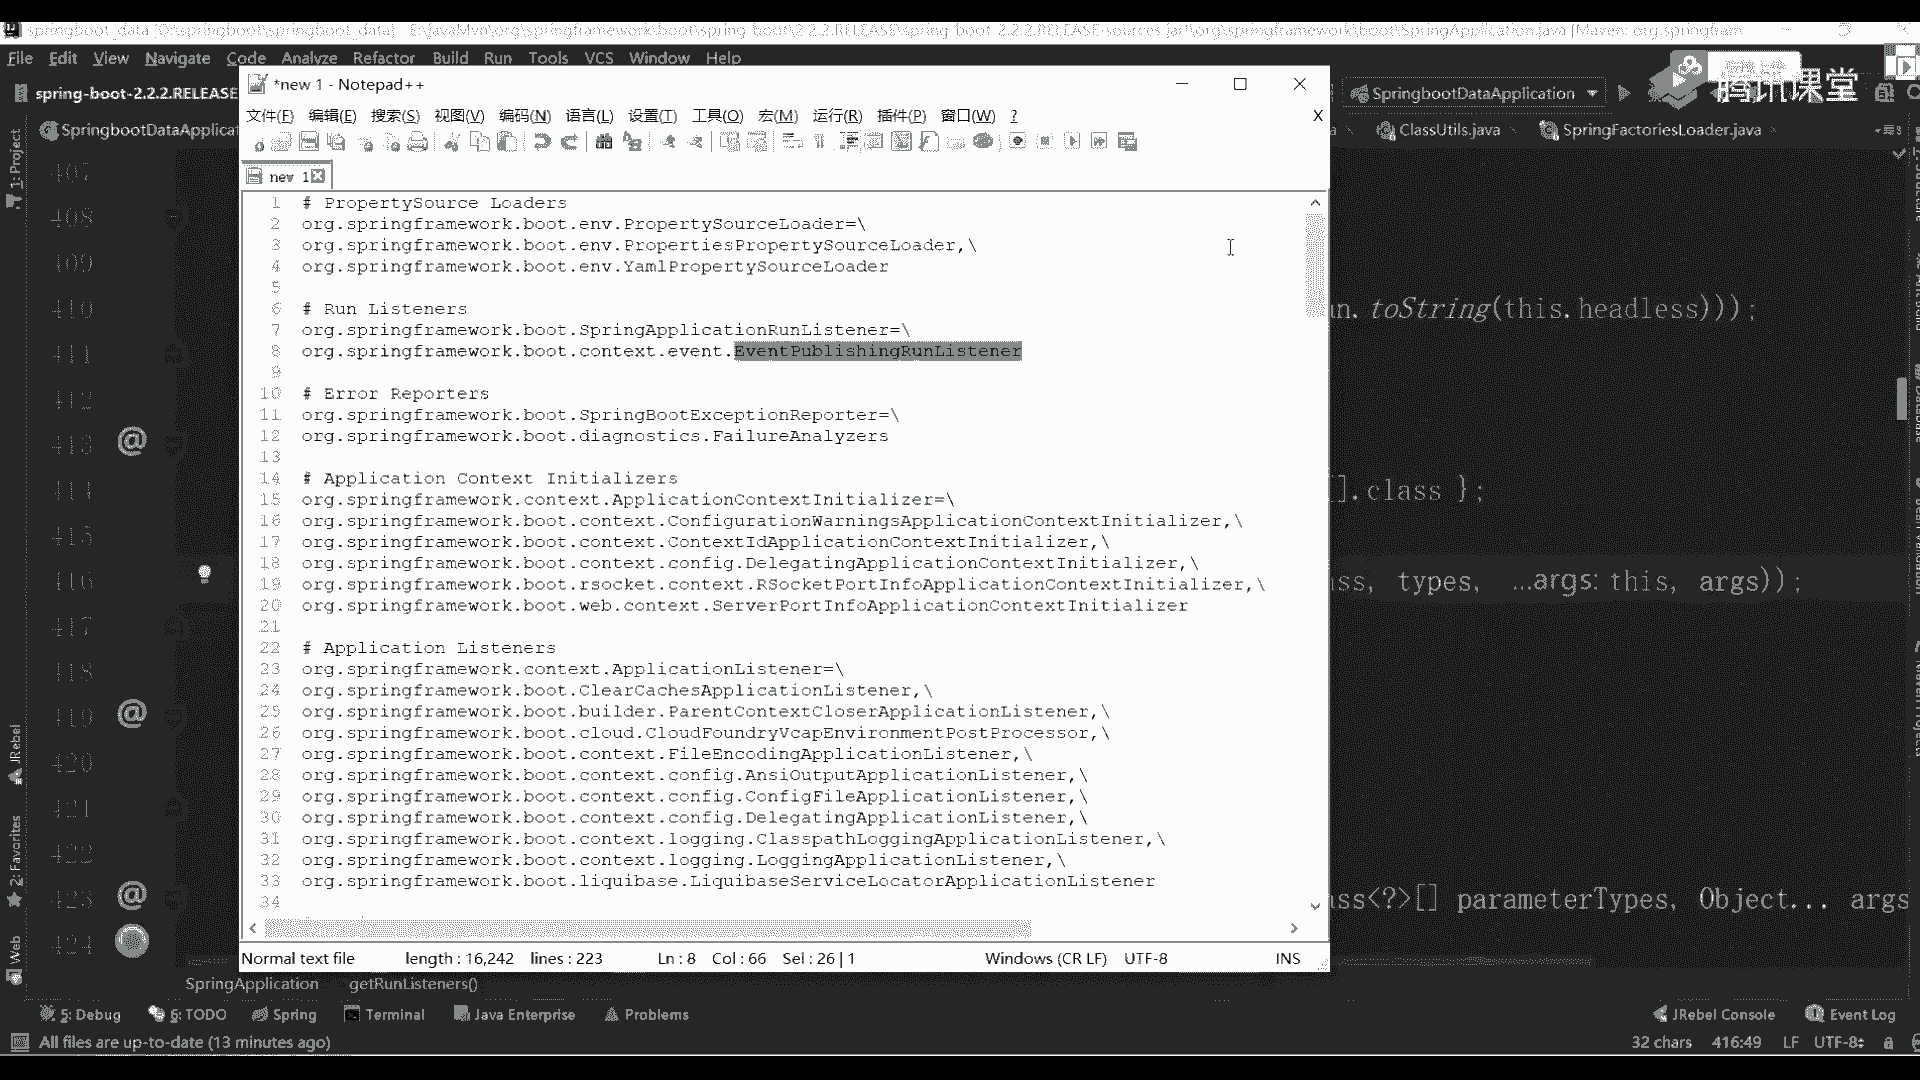 springboot_data [D:\springboot\springboot_data] - E:\javaMvn\org\springframework\boot\spring-boot\2.2.2.RELEASE\spring-boot-2.2.2.RELEASE-sources.jar!\org\springframework\boot\SpringApplication.java [Maven: org.springfram
File Edit View Navigate Code Analyze Refactor Build Run Tools VCS Window Help
spring-boot-2.2.2.RELEASE
SpringbootDataApplication
腾讯课堂
SpringbootDataApplicat
ClassUtils.java
SpringFactoriesLoader.java
1: Project
JRebel
2: Favorites
Web
*new 1 - Notepad++
文件(F) 编辑(E) 搜索(S) 视图(V) 编码(N) 语言(L) 设置(T) 工具(O) 宏(M) 运行(R) 插件(P) 窗口(W) ?
X
new 1
1 # PropertySource Loaders
2 org.springframework.boot.env.PropertySourceLoader=\
3 org.springframework.boot.env.PropertiesPropertySourceLoader,\
4 org.springframework.boot.env.YamlPropertySourceLoader
5
6 # Run Listeners
7 org.springframework.boot.SpringApplicationRunListener=\
8 org.springframework.boot.context.event.EventPublishingRunListener
9
10 # Error Reporters
11 org.springframework.boot.SpringBootExceptionReporter=\
12 org.springframework.boot.diagnostics.FailureAnalyzers
13
14 # Application Context Initializers
15 org.springframework.context.ApplicationContextInitializer=\
16 org.springframework.boot.context.ConfigurationWarningsApplicationContextInitializer,\
17 org.springframework.boot.context.ContextIdApplicationContextInitializer,\
18 org.springframework.boot.context.config.DelegatingApplicationContextInitializer,\
19 org.springframework.boot.rsocket.context.RSocketPortInfoApplicationContextInitializer,\
20 org.springframework.boot.web.context.ServerPortInfoApplicationContextInitializer
21
22 # Application Listeners
23 org.springframework.context.ApplicationListener=\
24 org.springframework.boot.ClearCachesApplicationListener,\
25 org.springframework.boot.builder.ParentContextCloserApplicationListener,\
26 org.springframework.boot.cloud.CloudFoundryVcapEnvironmentPostProcessor,\
27 org.springframework.boot.context.FileEncodingApplicationListener,\
28 org.springframework.boot.context.config.AnsiOutputApplicationListener,\
29 org.springframework.boot.context.config.ConfigFileApplicationListener,\
30 org.springframework.boot.context.config.DelegatingApplicationListener,\
31 org.springframework.boot.context.logging.ClasspathLoggingApplicationListener,\
32 org.springframework.boot.context.logging.LoggingApplicationListener,\
33 org.springframework.boot.liquibase.LiquibaseServiceLocatorApplicationListener
34
Normal text file length : 16,242 lines : 223 Ln : 8 Col : 66 Sel : 26 | 1 Windows (CR LF) UTF-8 INS
407
408
409
410
411
412
413
414
415
416
417
418
419
420
421
422
423
424
toString(this.headless)));
[].class };
ss, types, ...args: this, args));
ss<?>[] parameterTypes, Object... args
SpringApplication getRunListeners()
5: Debug 6: TODO Spring Terminal Java Enterprise Problems JRebel Console Event Log
All files are up-to-date (13 minutes ago) 32 chars 416:49 LF UTF-8